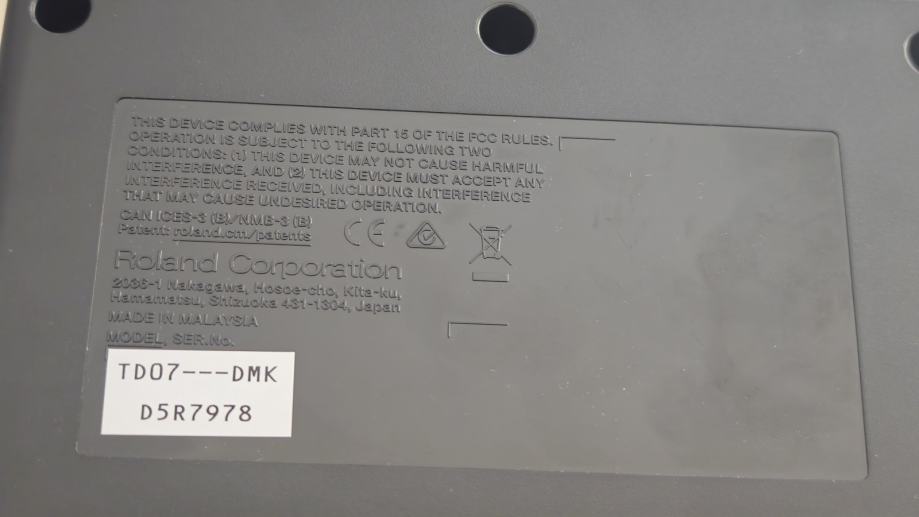 THIS DEVICE COMPLIES WITH PART 15 OF THE FCC RULES.
OPERATION IS SUBJECT TO THE FOLLOWING TWO
CONDITIONS: (1) THIS DEVICE MAY NOT CAUSE HARMFUL
INTERFERENCE, AND (2) THIS DEVICE MUST ACCEPT ANY
INTERFERENCE RECEIVED, INCLUDING INTERFERENCE
THAT MAY CAUSE UNDESIRED OPERATION.
CAN ICES-3 (B)/NMB-3 (B)
Patent: roland.cm/patents
CE
Roland Corporation
2036-1 Nakagawa, Hosoe-cho, Kita-ku,
Hamamatsu, Shizuoka 431-1304, Japan
MADE IN MALAYSIA
MODEL, SER.No.
TD07---DMK
D5R7978